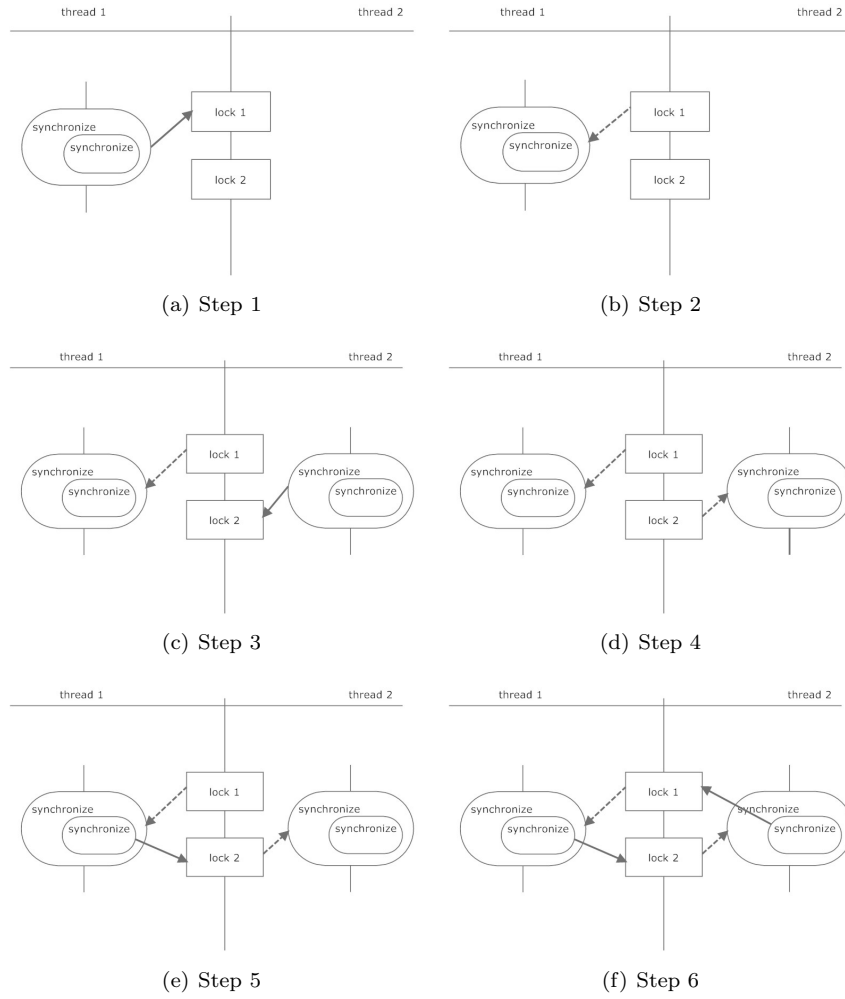 thread 1
thread 2
lock 1
synchronize
synchronize
lock 2
(a) Step 1
thread 1
thread 2
lock 1
synchronize
synchronize
lock 2
(b) Step 2
thread 1
thread 2
lock 1
synchronize
synchronize
synchronize
synchronize
lock 2
(c) Step 3
thread 1
thread 2
lock 1
synchronize
synchronize
synchronize
synchronize
lock 2
(d) Step 4
thread 1
thread 2
lock 1
synchronize
synchronize
synchronize
synchronize
lock 2
(e) Step 5
thread 1
thread 2
lock 1
synchronize
synchronize
synchronize
synchronize
lock 2
(f) Step 6